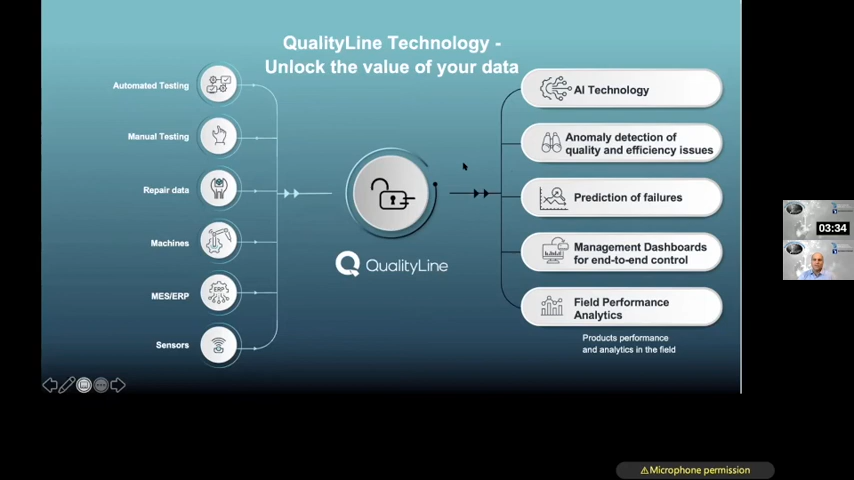 QualityLine Technology -
Unlock the value of your data
Automated Testing
Manual Testing
Repair data
Machines
MES/ERP
ERP
Sensors
QualityLine
AI Technology
Anomaly detection of
quality and efficiency issues
Prediction of failures
Management Dashboards
for end-to-end control
Field Performance
Analytics
Products performance
and analytics in the field
03:34
⚠Microphone permission